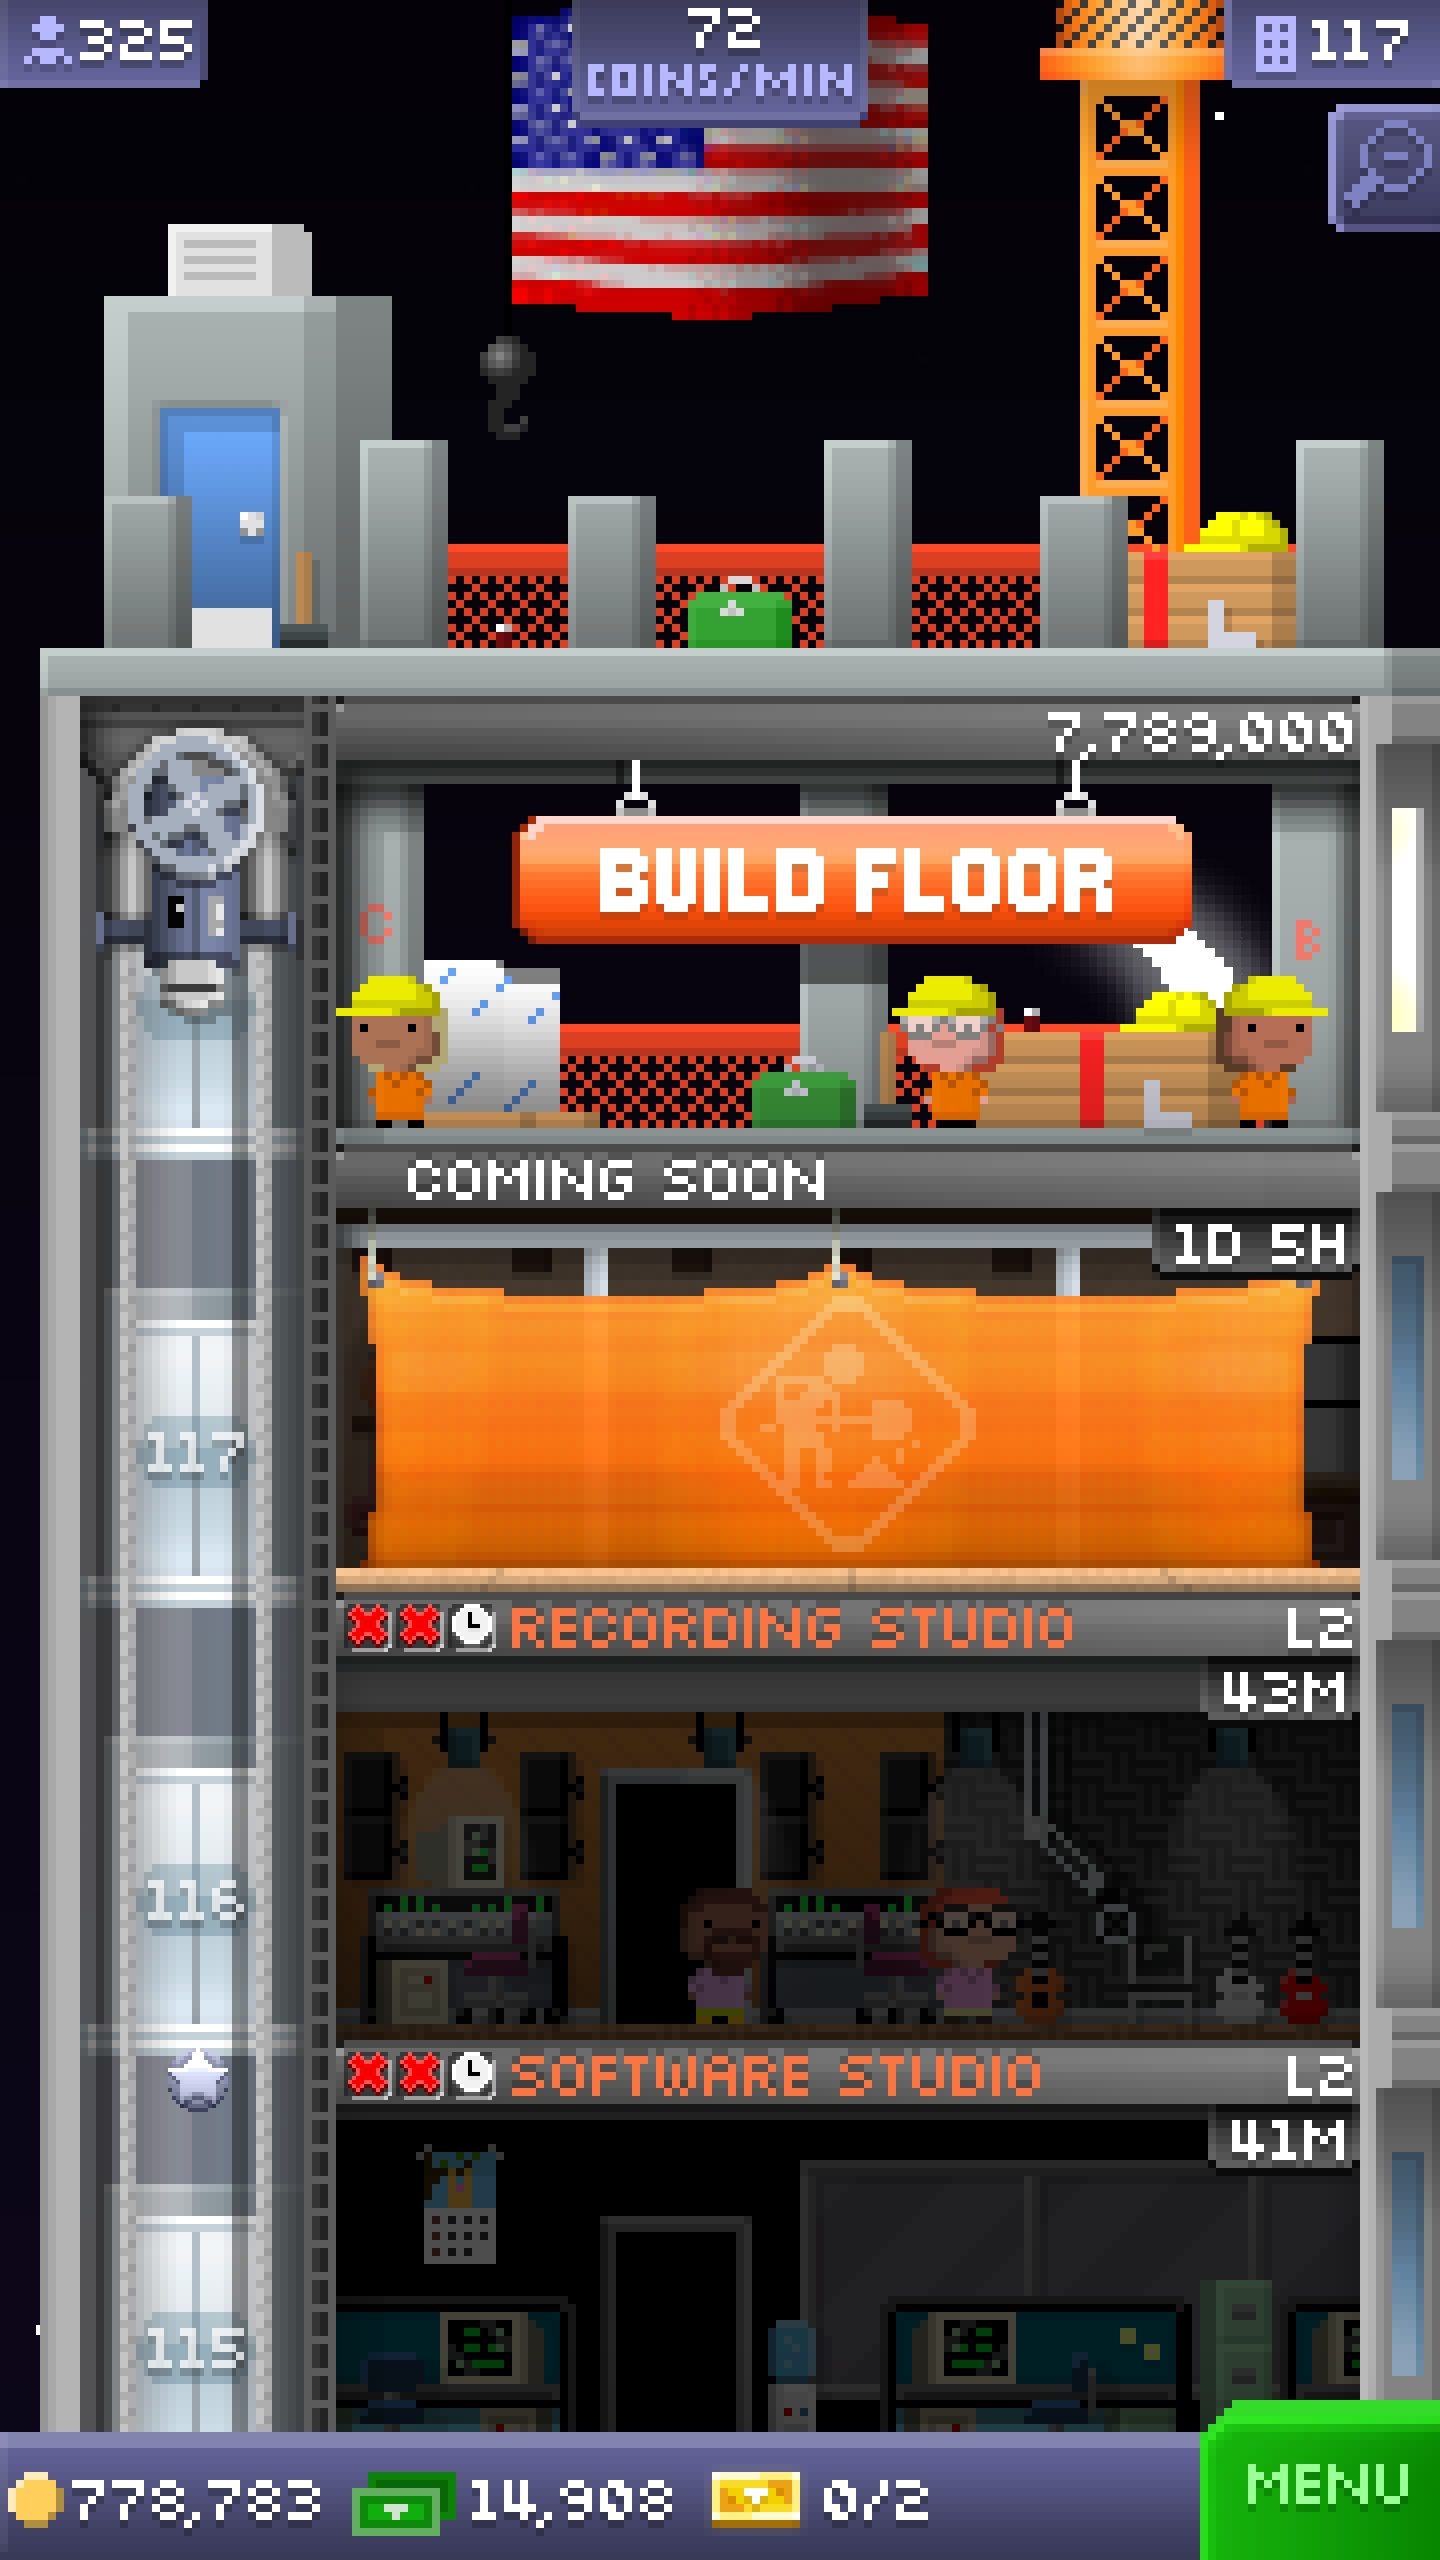 325
72
COINS/MIN
117
7,789,000
BUILD FLOOR
C
B
COMING SOON
1D 5H
117
RECORDING STUDIO
L2
43M
116
SOFTWARE STUDIO
L2
41M
115
778,783
14,908
0/2
MENU